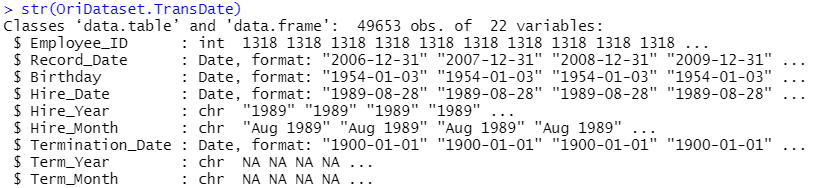 > str(OriDataset.TransDate)
Classes ‘data.table’ and 'data.frame':  49653 obs. of  22 variables:
 $ Employee_ID     : int  1318 1318 1318 1318 1318 1318 1318 1318 1318 1318 ...
 $ Record_Date     : Date, format: "2006-12-31" "2007-12-31" "2008-12-31" "2009-12-31" ...
 $ Birthday        : Date, format: "1954-01-03" "1954-01-03" "1954-01-03" "1954-01-03" ...
 $ Hire_Date       : Date, format: "1989-08-28" "1989-08-28" "1989-08-28" "1989-08-28" ...
 $ Hire_Year       : chr  "1989" "1989" "1989" "1989" ...
 $ Hire_Month      : chr  "Aug 1989" "Aug 1989" "Aug 1989" "Aug 1989" ...
 $ Termination_Date : Date, format: "1900-01-01" "1900-01-01" "1900-01-01" "1900-01-01" ...
 $ Term_Year       : chr  NA NA NA NA ...
 $ Term_Month      : chr  NA NA NA NA ...